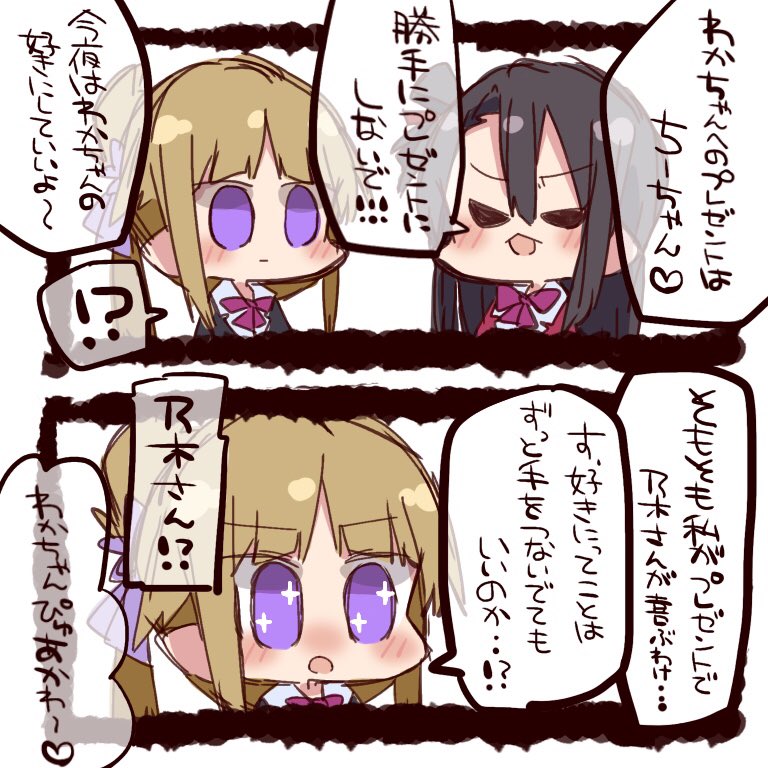 わかちゃんへのプレゼントは
ちーちゃん♡
勝手にプレゼントに
しないで!!!
今夜はわかちゃんの
好きにしていいよ〜
!?
そもそも私がプレゼントで
乃木さんが喜ぶわけ…
す、好きにってことは
ずっと手をつないでても
いいのか…!?
乃木さん!?
わかちゃんぴゅあかわ〜♡